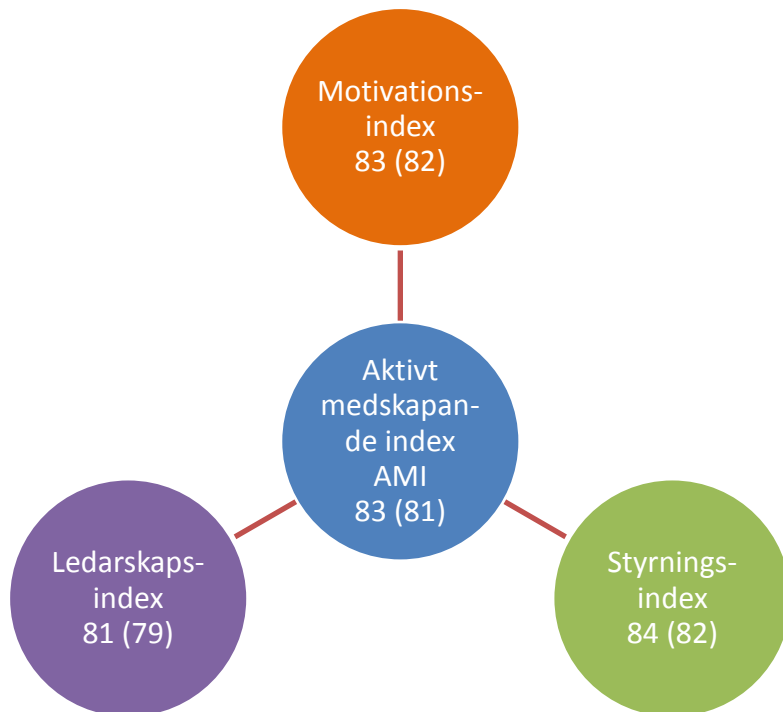 Motivations-
index
83 (82)
Aktivt
medskapan-
de index
AMI
83 (81)
Ledarskaps-
index
81 (79)
Styrnings-
index
84 (82)